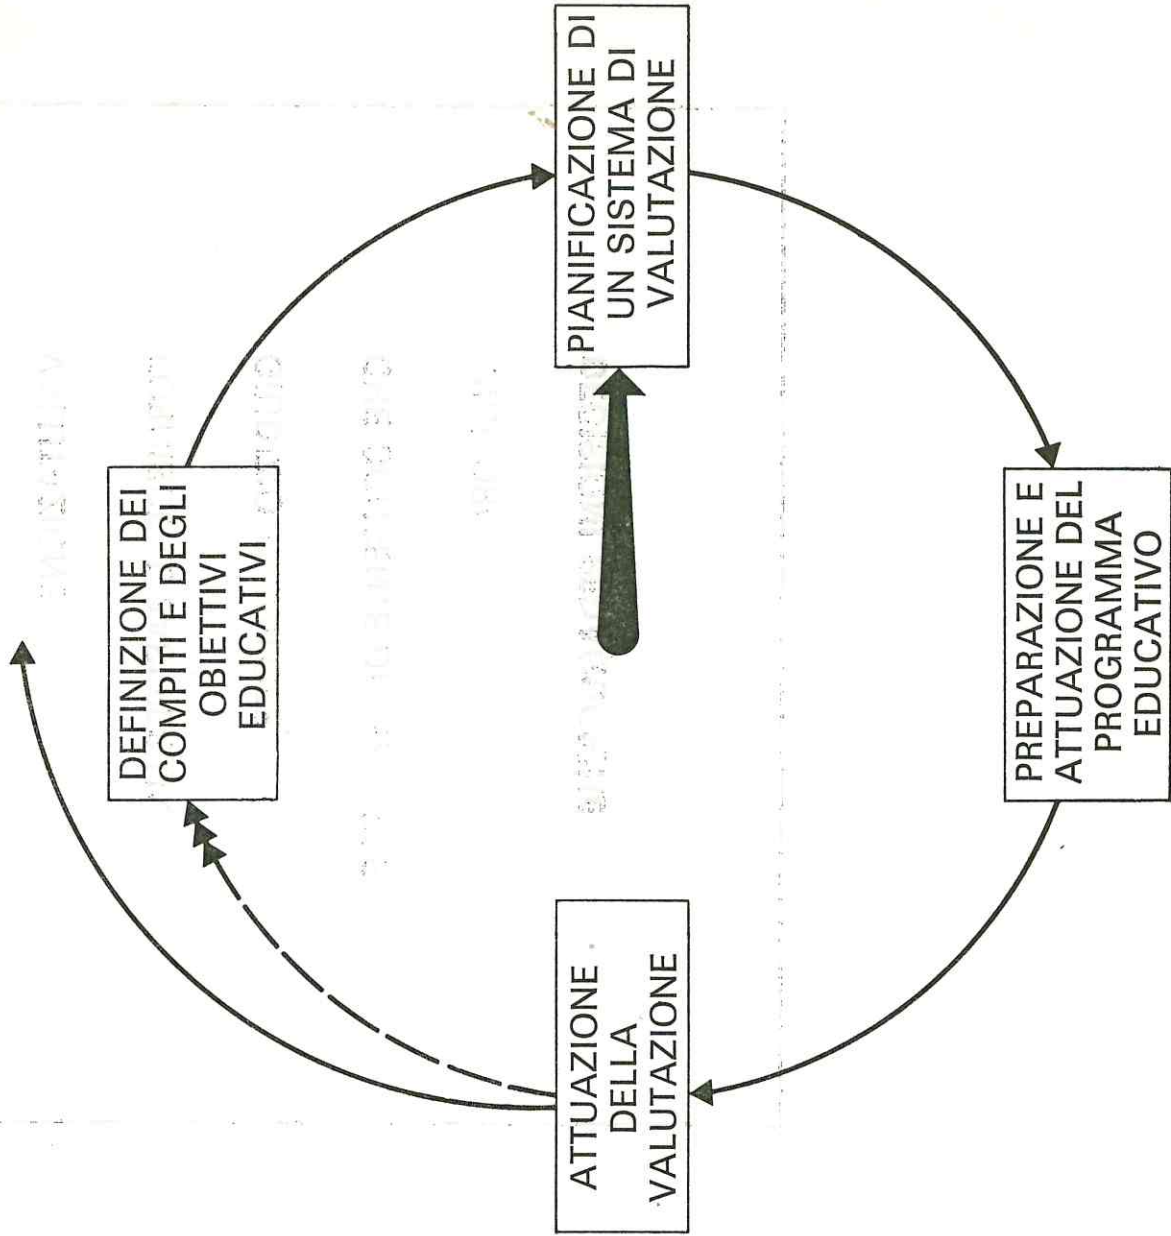 DEFINIZIONE DEI
COMPITI E DEGLI
OBIETTIVI
EDUCATIVI
PIANIFICAZIONE DI
UN SISTEMA DI
VALUTAZIONE
PREPARAZIONE E
ATTUAZIONE DEL
PROGRAMMA
EDUCATIVO
ATTUAZIONE
DELLA
VALUTAZIONE